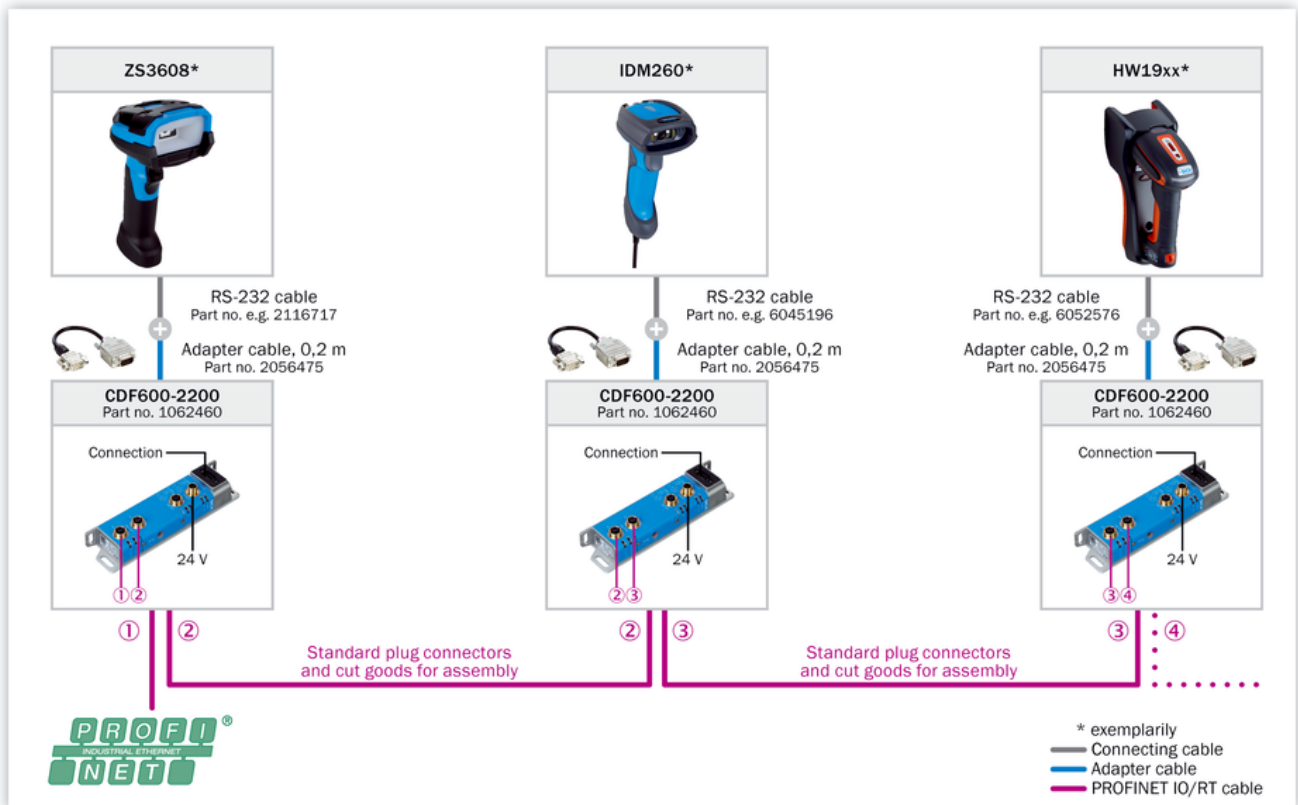 ZS3608*
IDM260*
HW19xx*
RS-232 cable
Part no. e.g. 2116717
Adapter cable, 0,2 m
Part no. 2056475
RS-232 cable
Part no. e.g. 6045196
Adapter cable, 0,2 m
Part no. 2056475
RS-232 cable
Part no. e.g. 6052576
Adapter cable, 0,2 m
Part no. 2056475
CDF600-2200
Part no. 1062460
Connection
24 V
①②
CDF600-2200
Part no. 1062460
Connection
24 V
②③
CDF600-2200
Part no. 1062460
Connection
24 V
③④
① ②
Standard plug connectors
and cut goods for assembly
② ③
Standard plug connectors
and cut goods for assembly
③ ④
PROFI®
INDUSTRIAL ETHERNET
NET
* exemplarily
Connecting cable
Adapter cable
PROFINET IO/RT cable